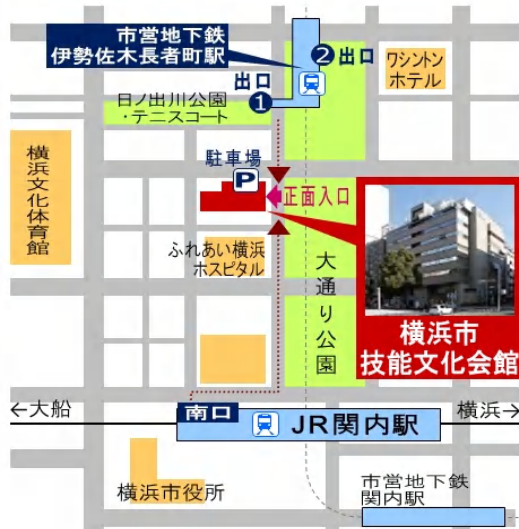 市営地下鉄
伊勢佐木長者町駅
❷出口
ワシントン
ホテル
出口
❶
日ノ出川公園
・テニスコート
横浜文化体育館
駐車場
P
正面入口
ふれあい横浜
ホスピタル
大通り公園
横浜市
技能文化会館
←大船
南口
JR関内駅
横浜→
横浜市役所
市営地下鉄
関内駅